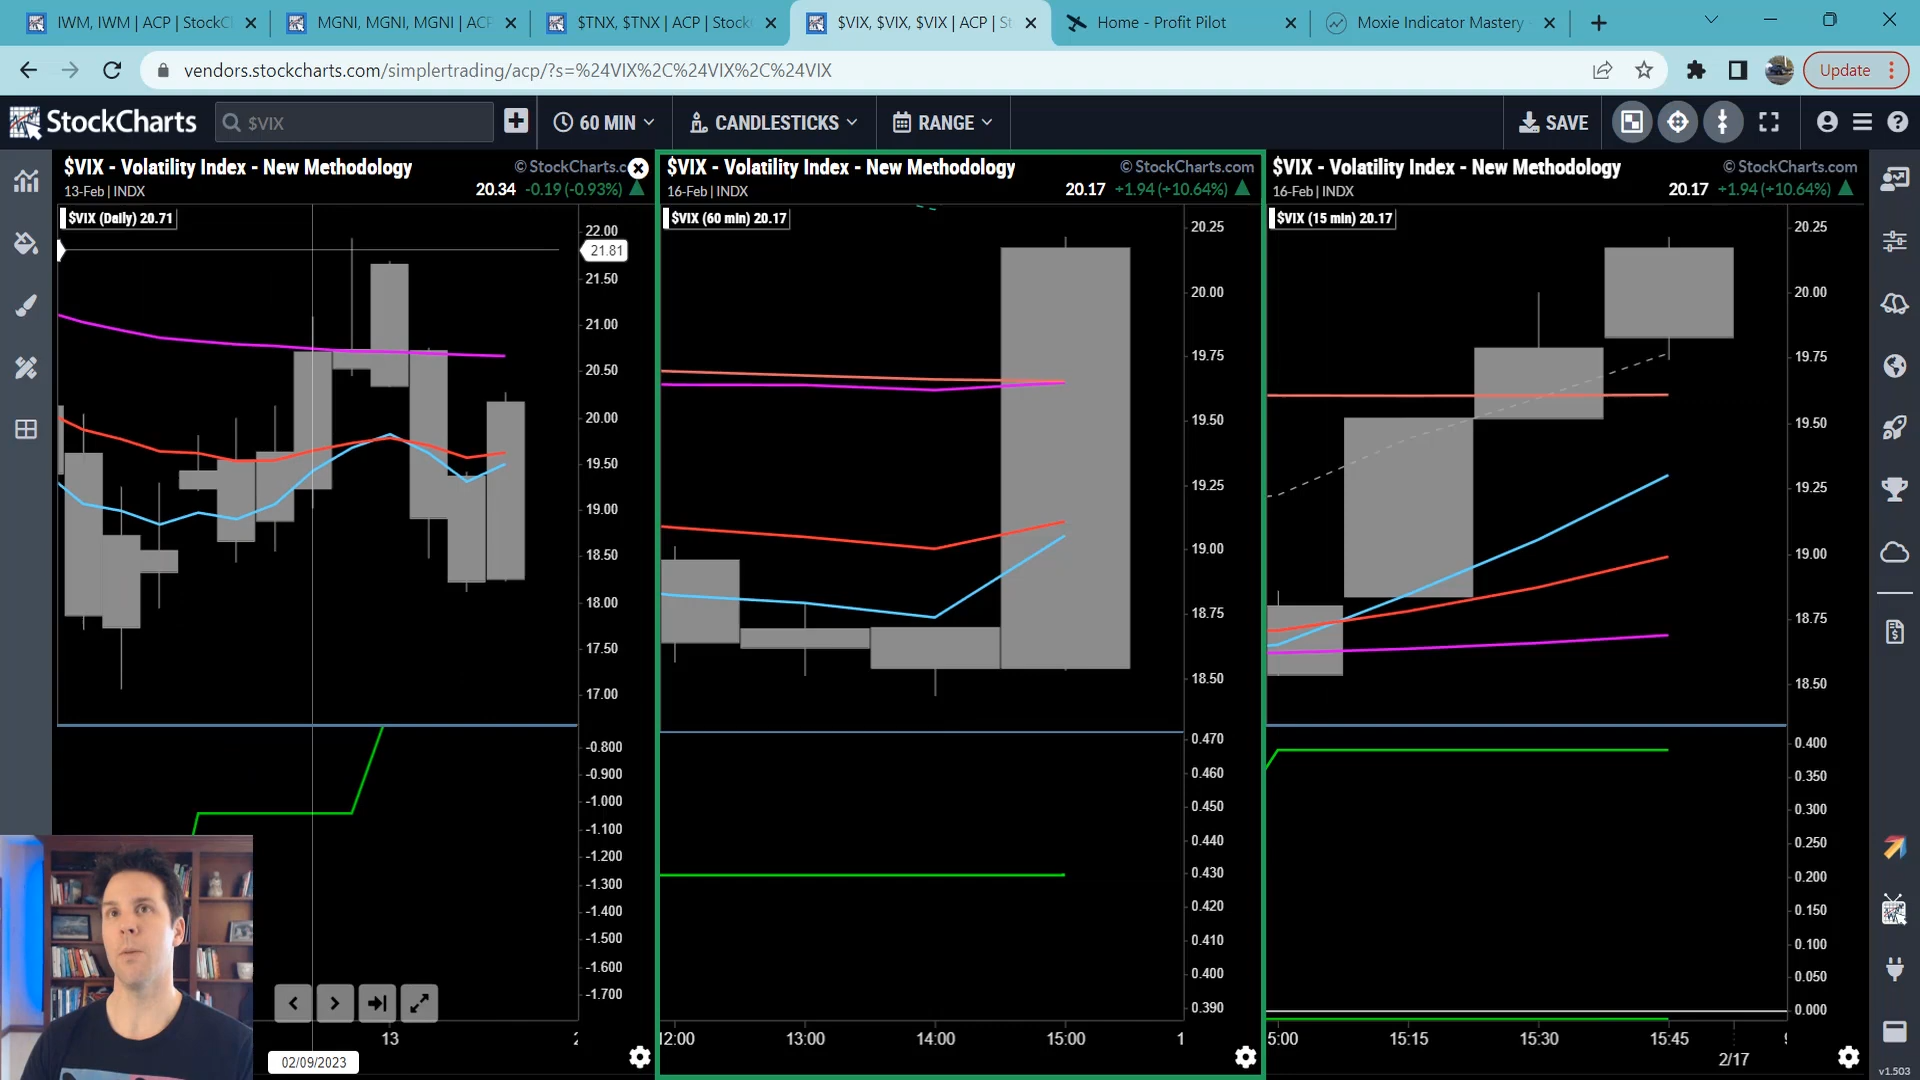 IWM, IWM | ACP | StockC
MGNI, MGNI, MGNI | ACP
$TNX, $TNX | ACP | Stock
$VIX, $VIX, $VIX | ACP | St
Home - Profit Pilot
Moxie Indicator Mastery
vendors.stockcharts.com/simplertrading/acp/?s=%24VIX%2C%24VIX%2C%24VIX
Update
StockCharts
$VIX
60 MIN
CANDLESTICKS
RANGE
SAVE
$VIX - Volatility Index - New Methodology
© StockCharts.c
13-Feb | INDX
20.34 -0.19 (-0.93%)
$VIX (Daily) 20.71
22.00
21.81
21.50
21.00
20.50
20.00
19.50
19.00
18.50
18.00
17.50
17.00
-0.800
-0.900
-1.000
-1.100
-1.200
-1.300
-1.400
-1.500
-1.600
-1.700
13
2
02/09/2023
$VIX - Volatility Index - New Methodology
© StockCharts.com
16-Feb | INDX
20.17 +1.94 (+10.64%)
$VIX (60 min) 20.17
20.25
20.00
19.75
19.50
19.25
19.00
18.75
18.50
0.470
0.460
0.450
0.440
0.430
0.420
0.410
0.400
0.390
12:00
13:00
14:00
15:00
1
$VIX - Volatility Index - New Methodology
© StockCharts.com
16-Feb | INDX
20.17 +1.94 (+10.64%)
$VIX (15 min) 20.17
20.25
20.00
19.75
19.50
19.25
19.00
18.75
18.50
0.400
0.350
0.300
0.250
0.200
0.150
0.100
0.050
0.000
5:00
15:15
15:30
15:45
2/17
v1.503